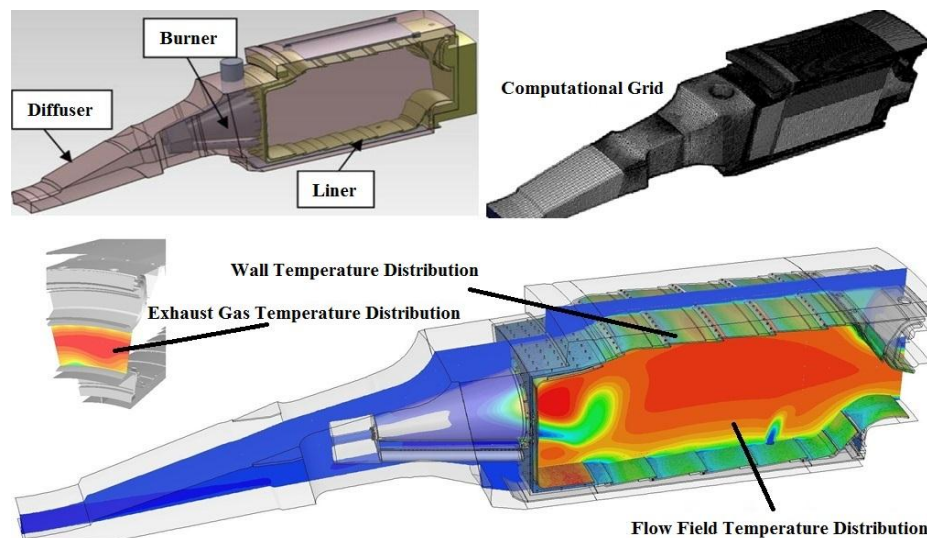 Burner
Diffuser
Liner
Computational Grid
Wall Temperature Distribution
Exhaust Gas Temperature Distribution
Flow Field Temperature Distribution